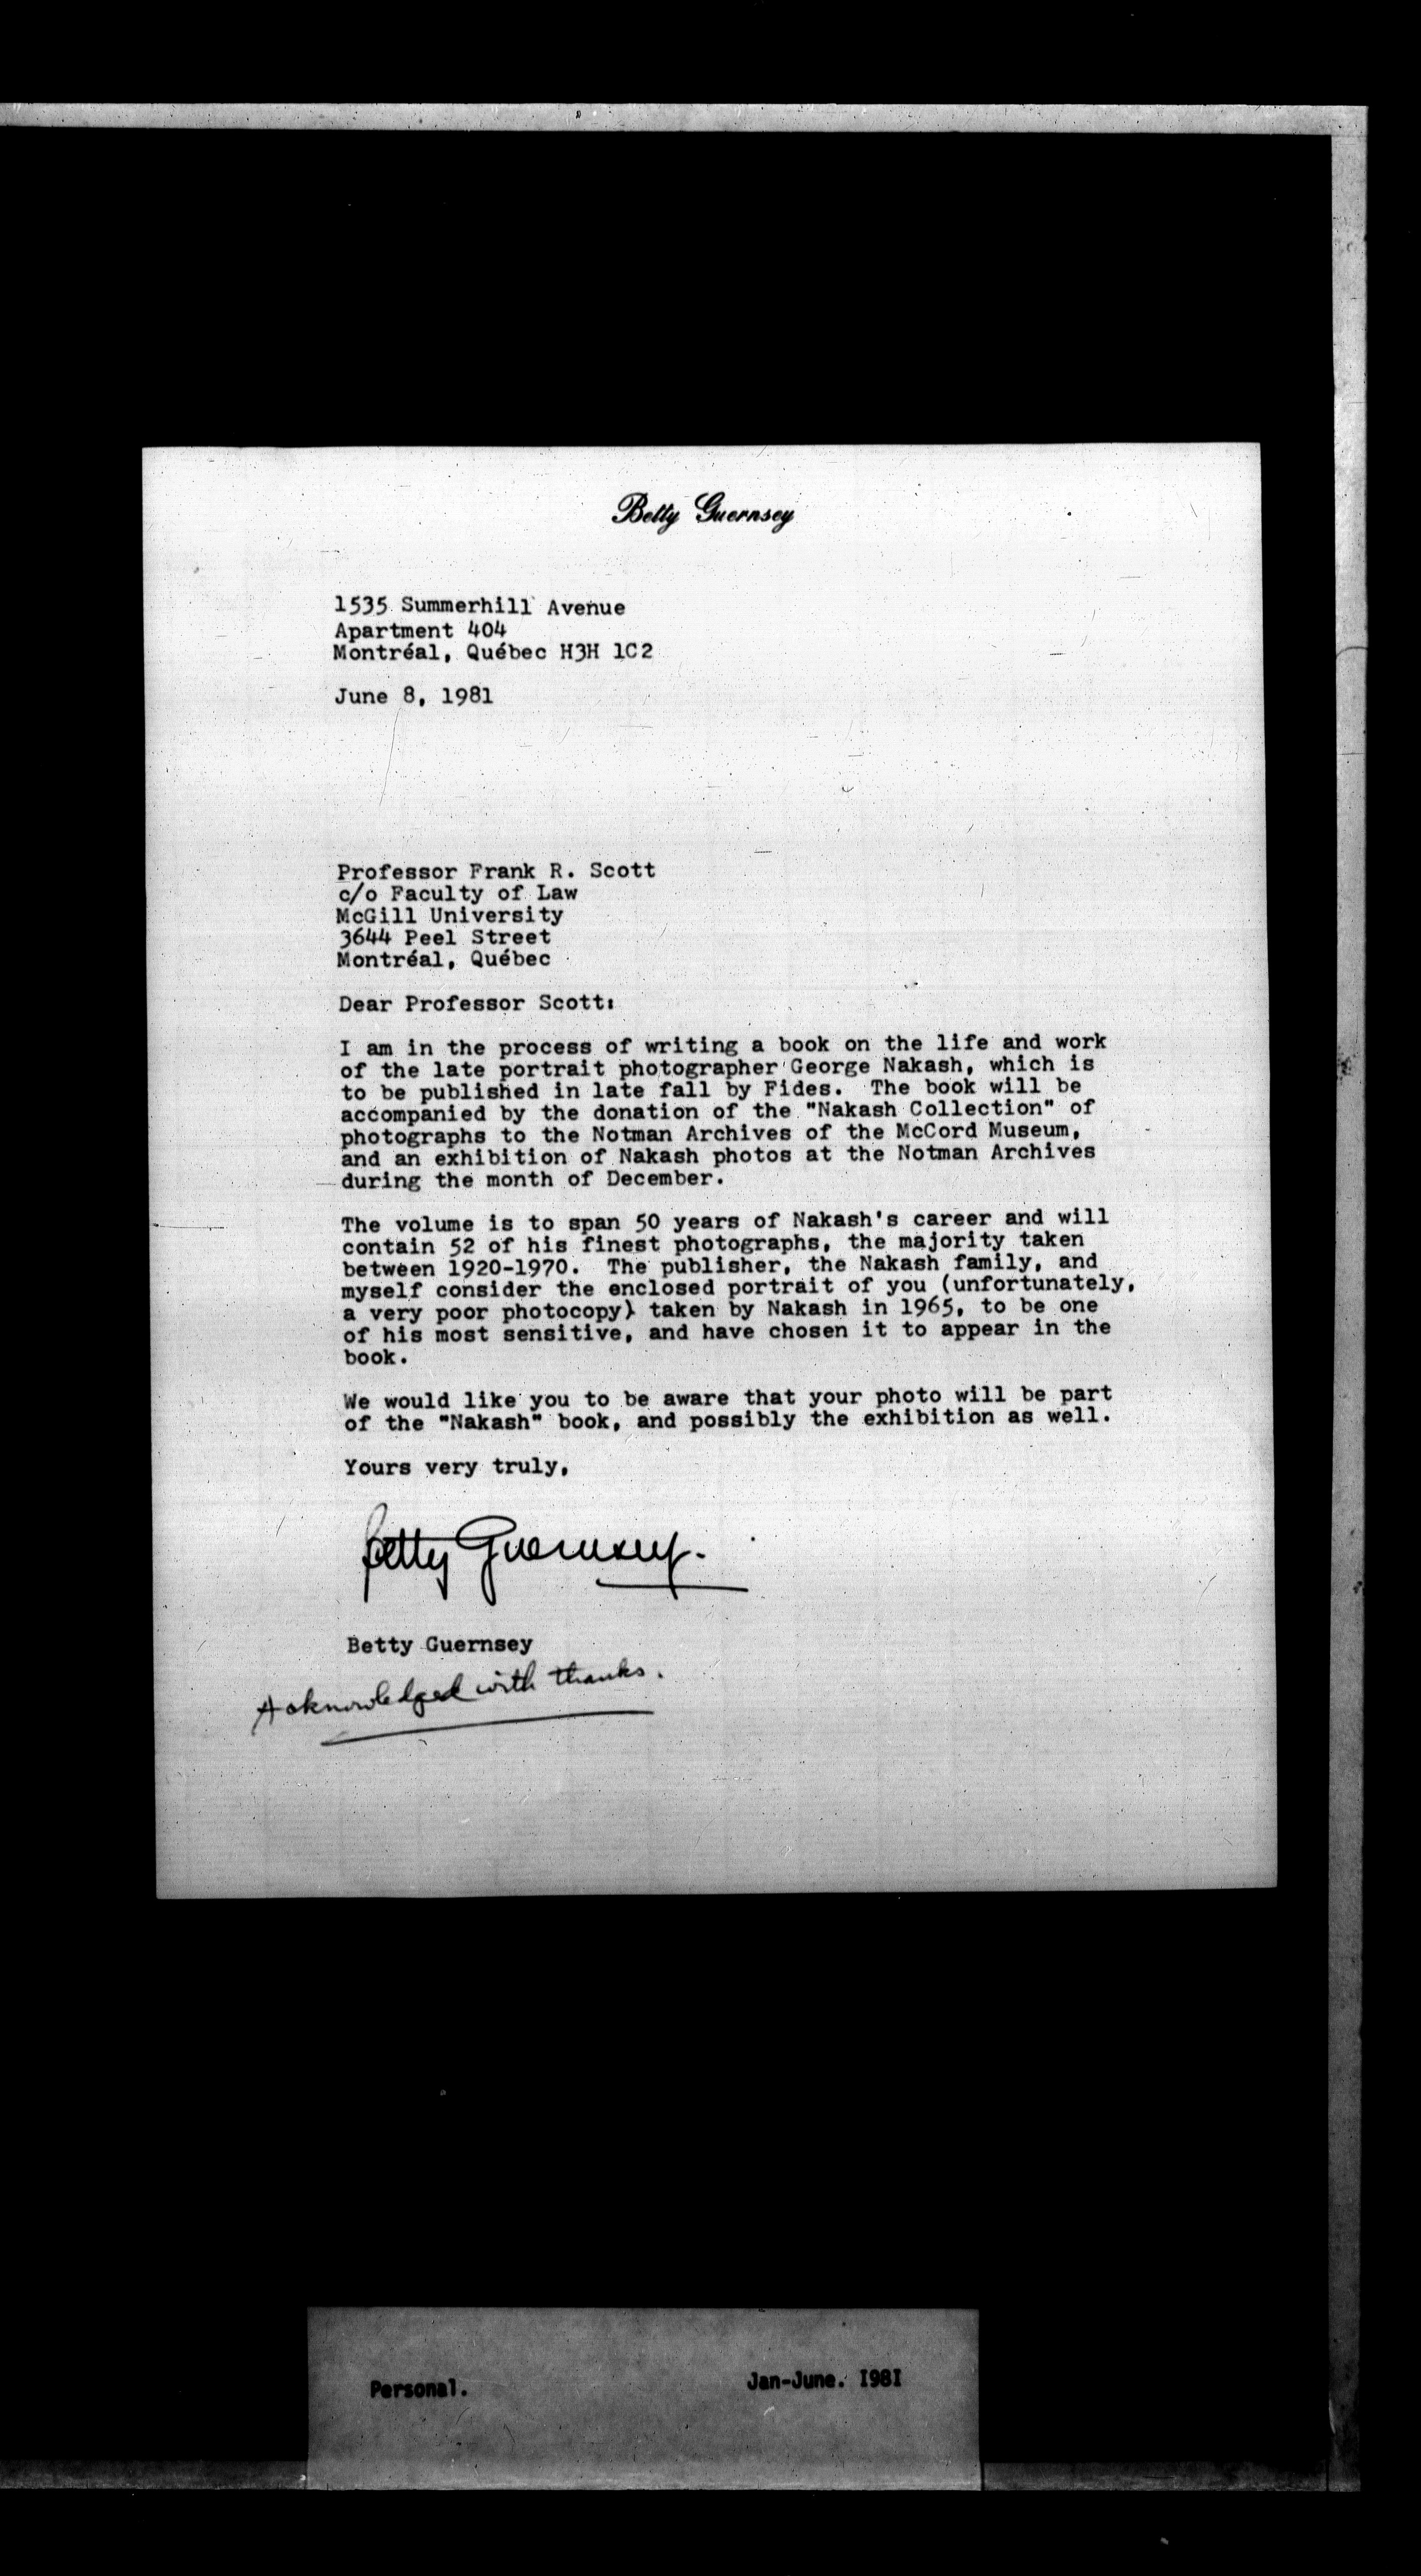 Betty Guernsey
1535 Summerhill Avenue
Apartment 404
Montréal, Québec H3H 1C2
June 8, 1981
Professor Frank R. Scott
c/o Faculty of Law
McGill University
3644 Peel Street
Montréal, Québec
Dear Professor Scott:
I am in the process of writing a book on the life and work
of the late portrait photographer George Nakash, which is
to be published in late fall by Fides.  The book will be
accompanied by the donation of the "Nakash Collection" of
photographs to the Notman Archives of the McCord Museum,
and an exhibition of Nakash photos at the Notman Archives
during the month of December.
The volume is to span 50 years of Nakash's career and will
contain 52 of his finest photographs, the majority taken
between 1920-1970.  The publisher, the Nakash family, and
myself consider the enclosed portrait of you (unfortunately,
a very poor photocopy) taken by Nakash in 1965, to be one
of his most sensitive, and have chosen it to appear in the
book.
We would like you to be aware that your photo will be part
of the "Nakash" book, and possibly the exhibition as well.
Yours very truly,
Betty Guernsey.
Betty Guernsey
Acknowledged with thanks.
Personal. Jan-June. I98I